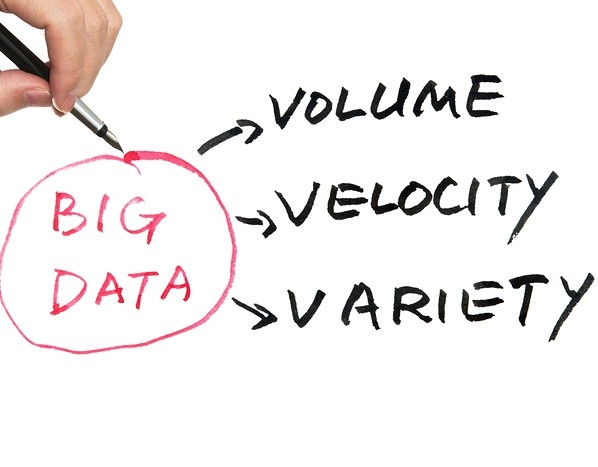 BIG
DATA
VOLUME
VELOCITY
VARIETY